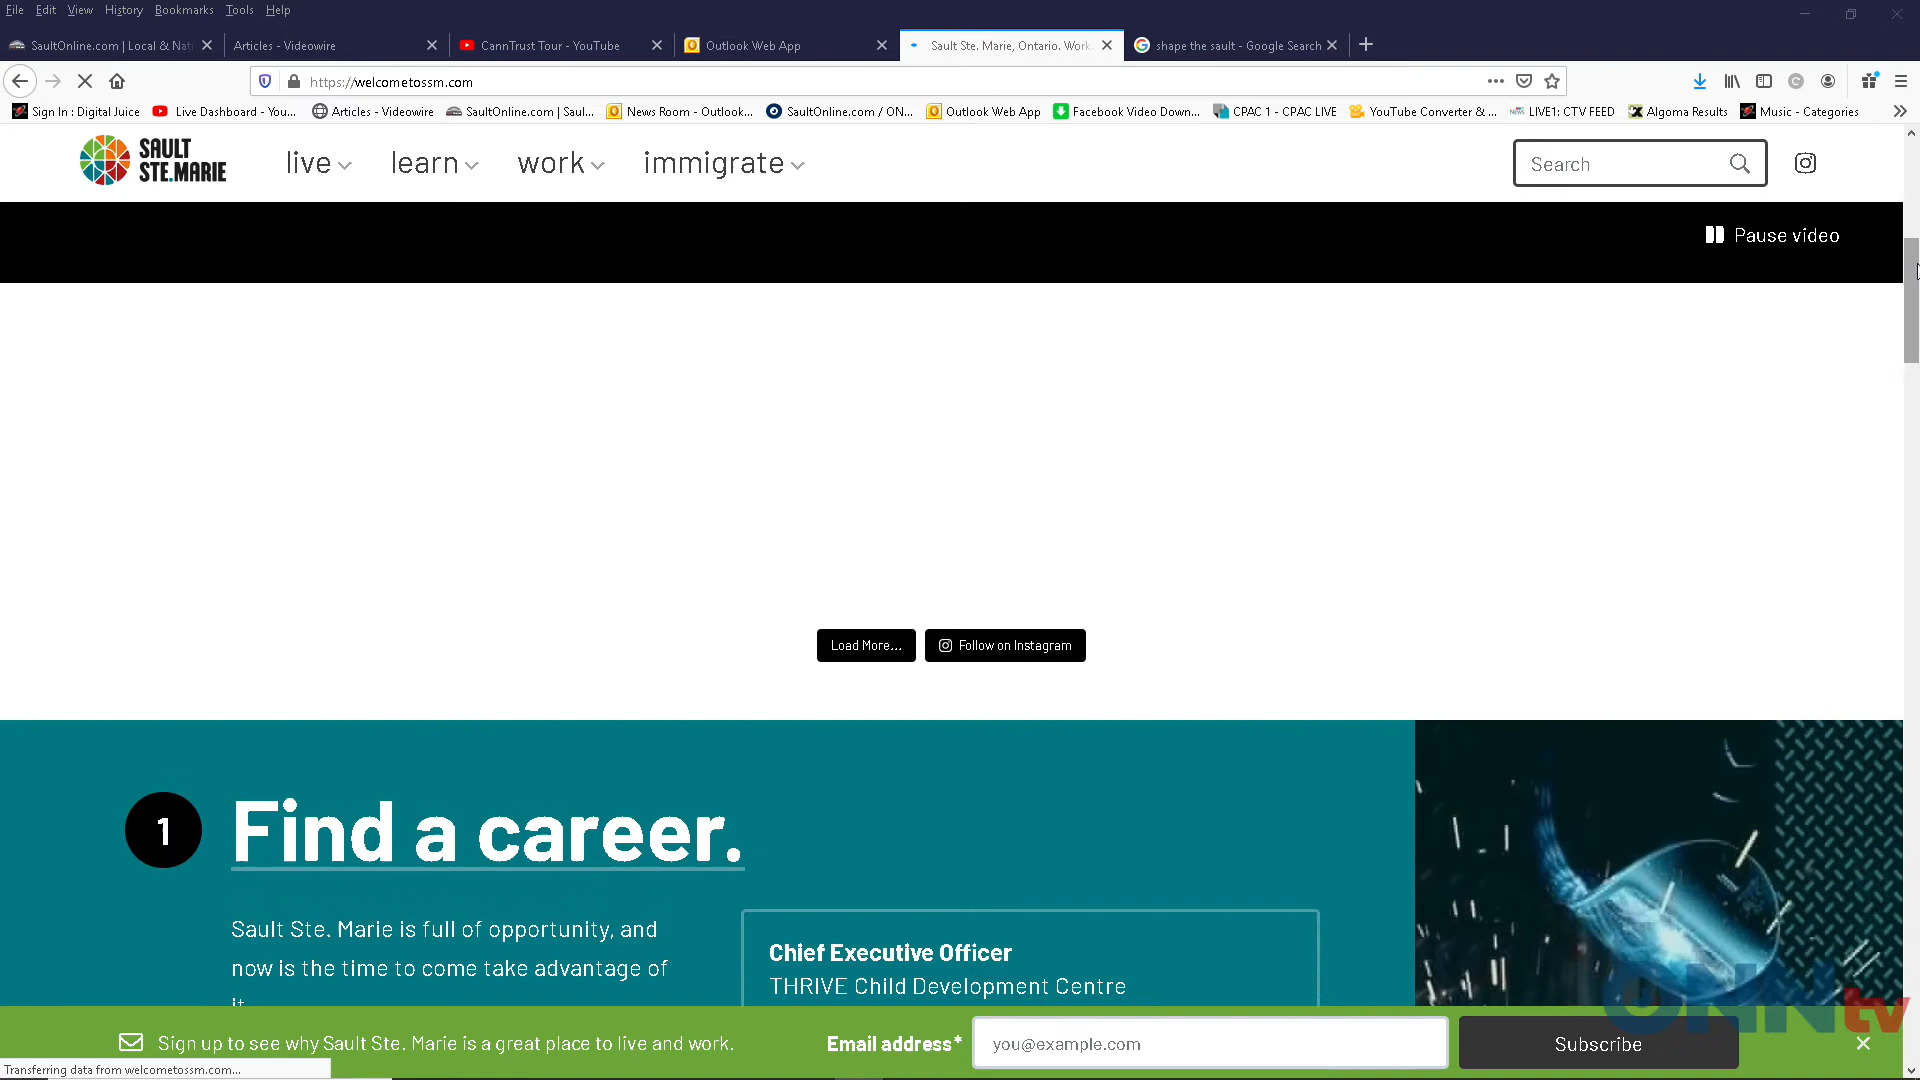 File Edit View History Bookmarks Tools Help
SaultOnline.com | Local & Nati
Articles - Videowire
CannTrust Tour - YouTube
Outlook Web App
Sault Ste. Marie, Ontario. Work.
shape the sault - Google Search
https://welcometossm.com
Sign In : Digital Juice
Live Dashboard - You...
Articles - Videowire
SaultOnline.com | Saul...
News Room - Outlook...
SaultOnline.com / ON...
Outlook Web App
Facebook Video Down...
CPAC 1 - CPAC LIVE
YouTube Converter & ...
LIVE1: CTV FEED
Algoma Results
Music - Categories
SAULT
STE.MARIE
live
learn
work
immigrate
Search
Pause video
Load More...
Follow on Instagram
1
Find a career.
Sault Ste. Marie is full of opportunity, and
now is the time to come take advantage of
it.
Chief Executive Officer
THRIVE Child Development Centre
ONNtv
Sign up to see why Sault Ste. Marie is a great place to live and work.
Email address*
you@example.com
Subscribe
Transferring data from welcometossm.com...